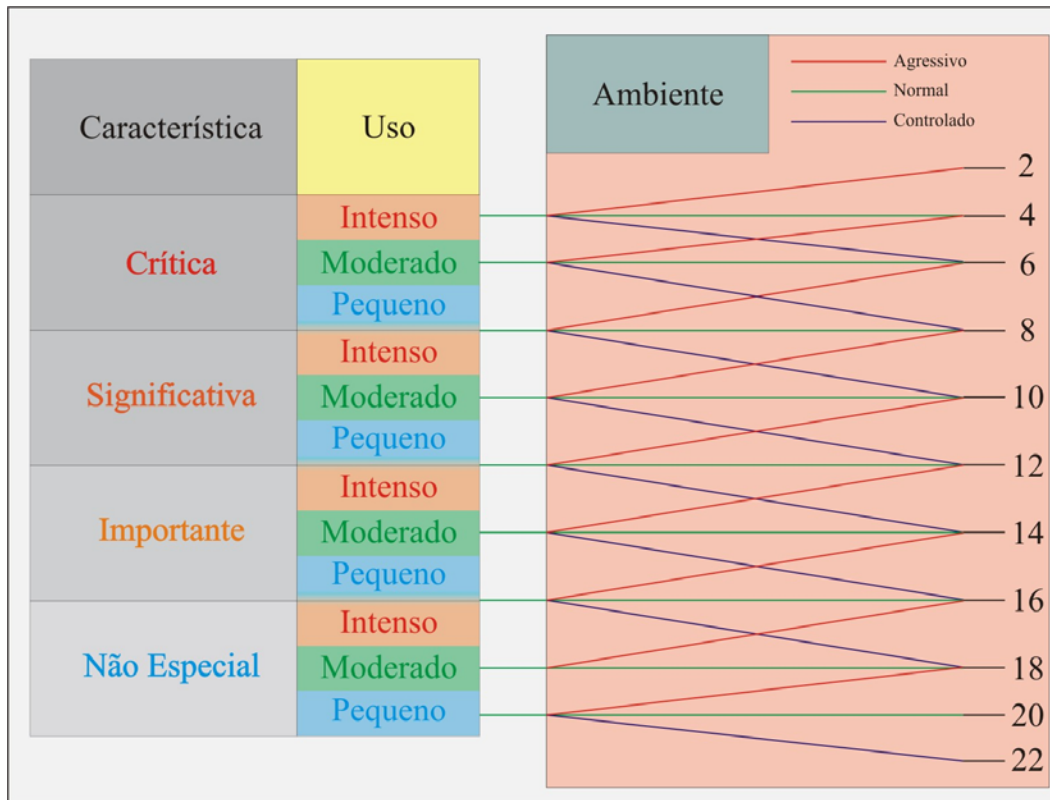 Característica
Uso
Ambiente
Agressivo
Normal
Controlado
Crítica
Intenso
Moderado
Pequeno
Significativa
Intenso
Moderado
Pequeno
Importante
Intenso
Moderado
Pequeno
Não Especial
Intenso
Moderado
Pequeno
2
4
6
8
10
12
14
16
18
20
22